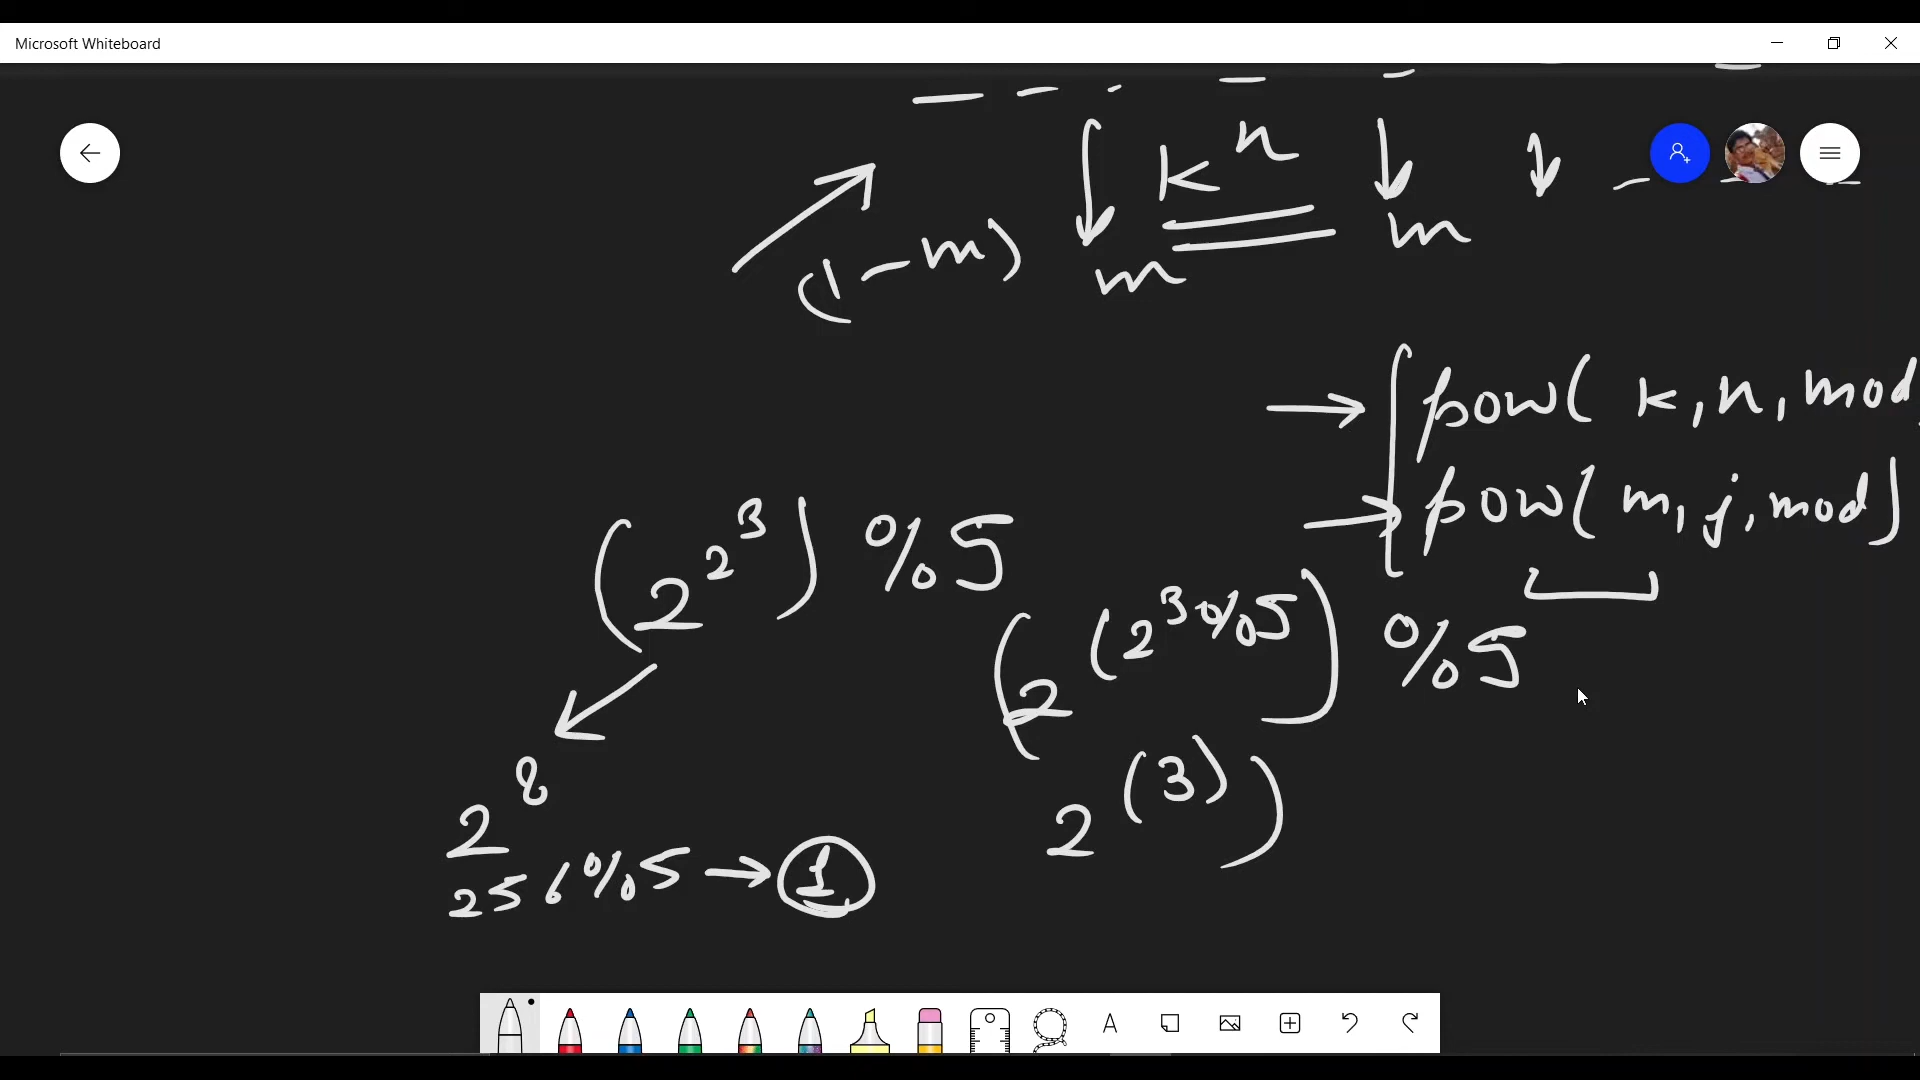 Microsoft Whiteboard
k^n
(1-m) m m
pow( k, n, mod
pow( m, j, mod)
(2^2^3) % 5
(2^(2^3 % 5)) % 5
2^8
2^(3))
256 % 5 → 1
A